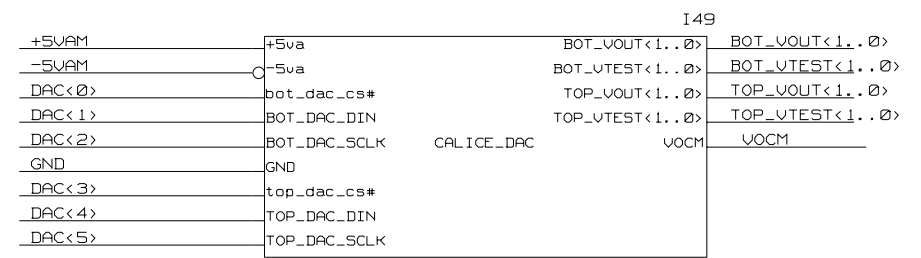 I49
+5VAM +5va BOT_VOUT<1..0> BOT_VOUT<1..0>
-5VAM -5va BOT_VTEST<1..0> BOT_VTEST<1..0>
DAC<0> bot_dac_cs# TOP_VOUT<1..0> TOP_VOUT<1..0>
DAC<1> BOT_DAC_DIN TOP_VTEST<1..0> TOP_VTEST<1..0>
DAC<2> BOT_DAC_SCLK CALICE_DAC VOCM VOCM
GND GND
DAC<3> top_dac_cs#
DAC<4> TOP_DAC_DIN
DAC<5> TOP_DAC_SCLK